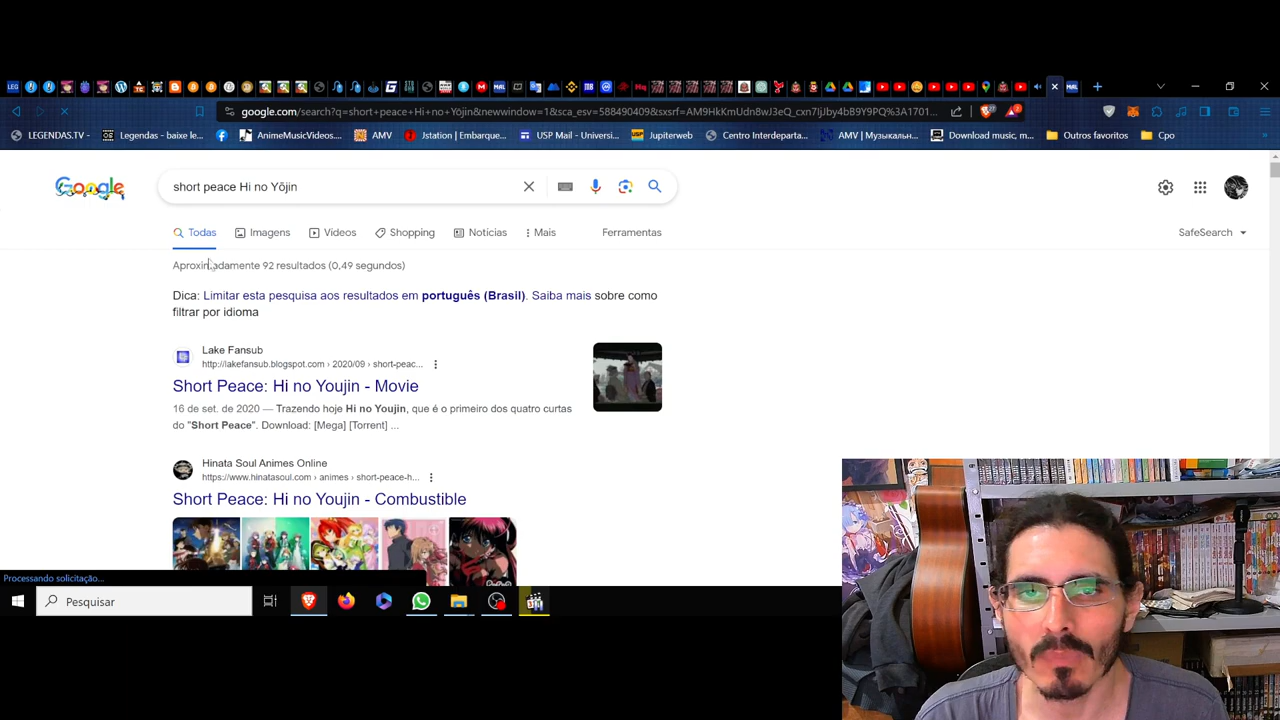 google.com/search?q=short+peace+Hi+no+Yōjin&newwindow=1&sca_esv=588490409&sxsrf=
LEGENDAS.TV -
Legendas - baixe le...
AnimeMusicVideos....
AMV
Jstation | Embarque...
USP Mail - Universi...
Jupiterweb
Centro Interdeparta...
AMV | Музыкальн...
Download music, m...
Outros favoritos
Cpo
Google
short peace Hi no Yōjin
Todas
Imagens
Vídeos
Shopping
Notícias
Mais
Ferramentas
SafeSearch
Aproximadamente 92 resultados (0,49 segundos)
Dica: Limitar esta pesquisa aos resultados em português (Brasil). Saiba mais sobre como
filtrar por idioma
Lake Fansub
http://lakefansub.blogspot.com › 2020/09 › short-peac...
Short Peace: Hi no Youjin - Movie
16 de set. de 2020 — Trazendo hoje Hi no Youjin, que é o primeiro dos quatro curtas
do "Short Peace". Download: [Mega] [Torrent] ...
Hinata Soul Animes Online
https://www.hinatasoul.com › animes › short-peace-h...
Short Peace: Hi no Youjin - Combustible
Processando solicitação...
Pesquisar